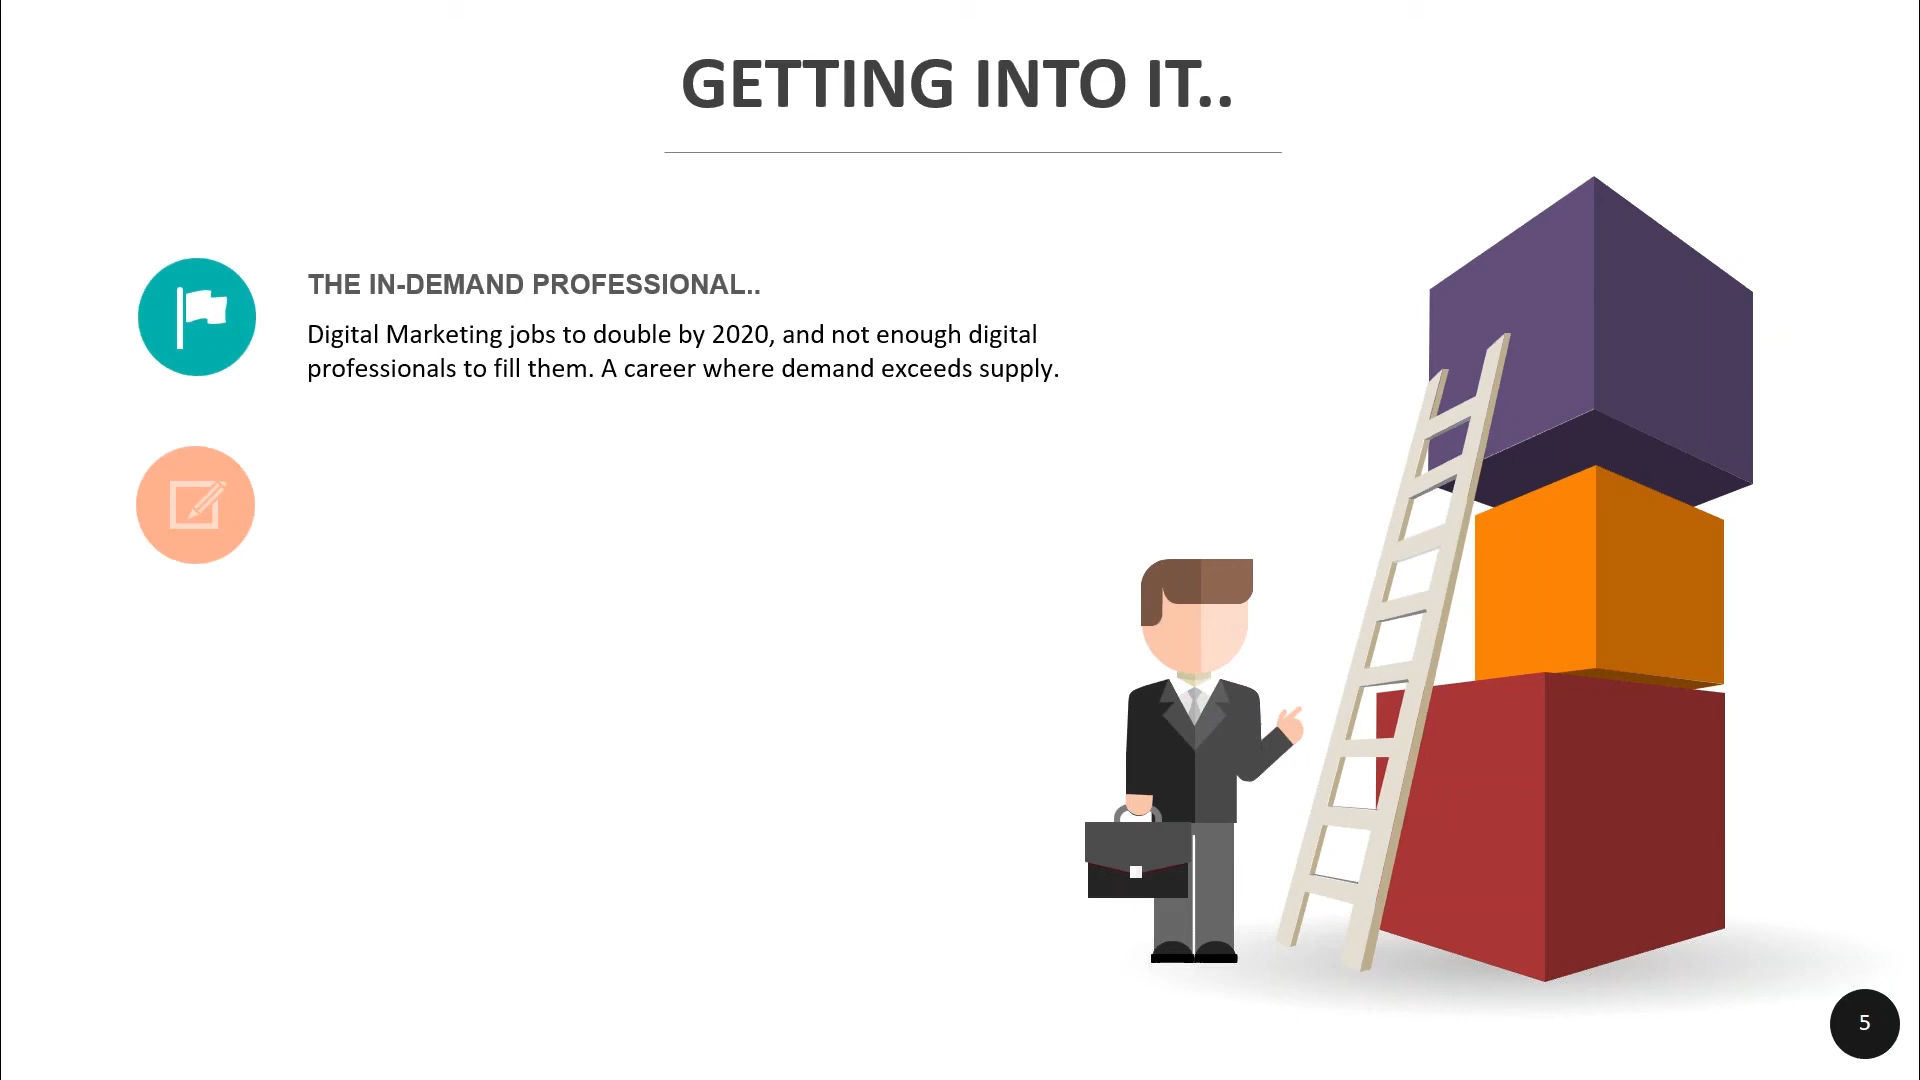 GETTING INTO IT..
THE IN-DEMAND PROFESSIONAL..
Digital Marketing jobs to double by 2020, and not enough digital
professionals to fill them. A career where demand exceeds supply.
5